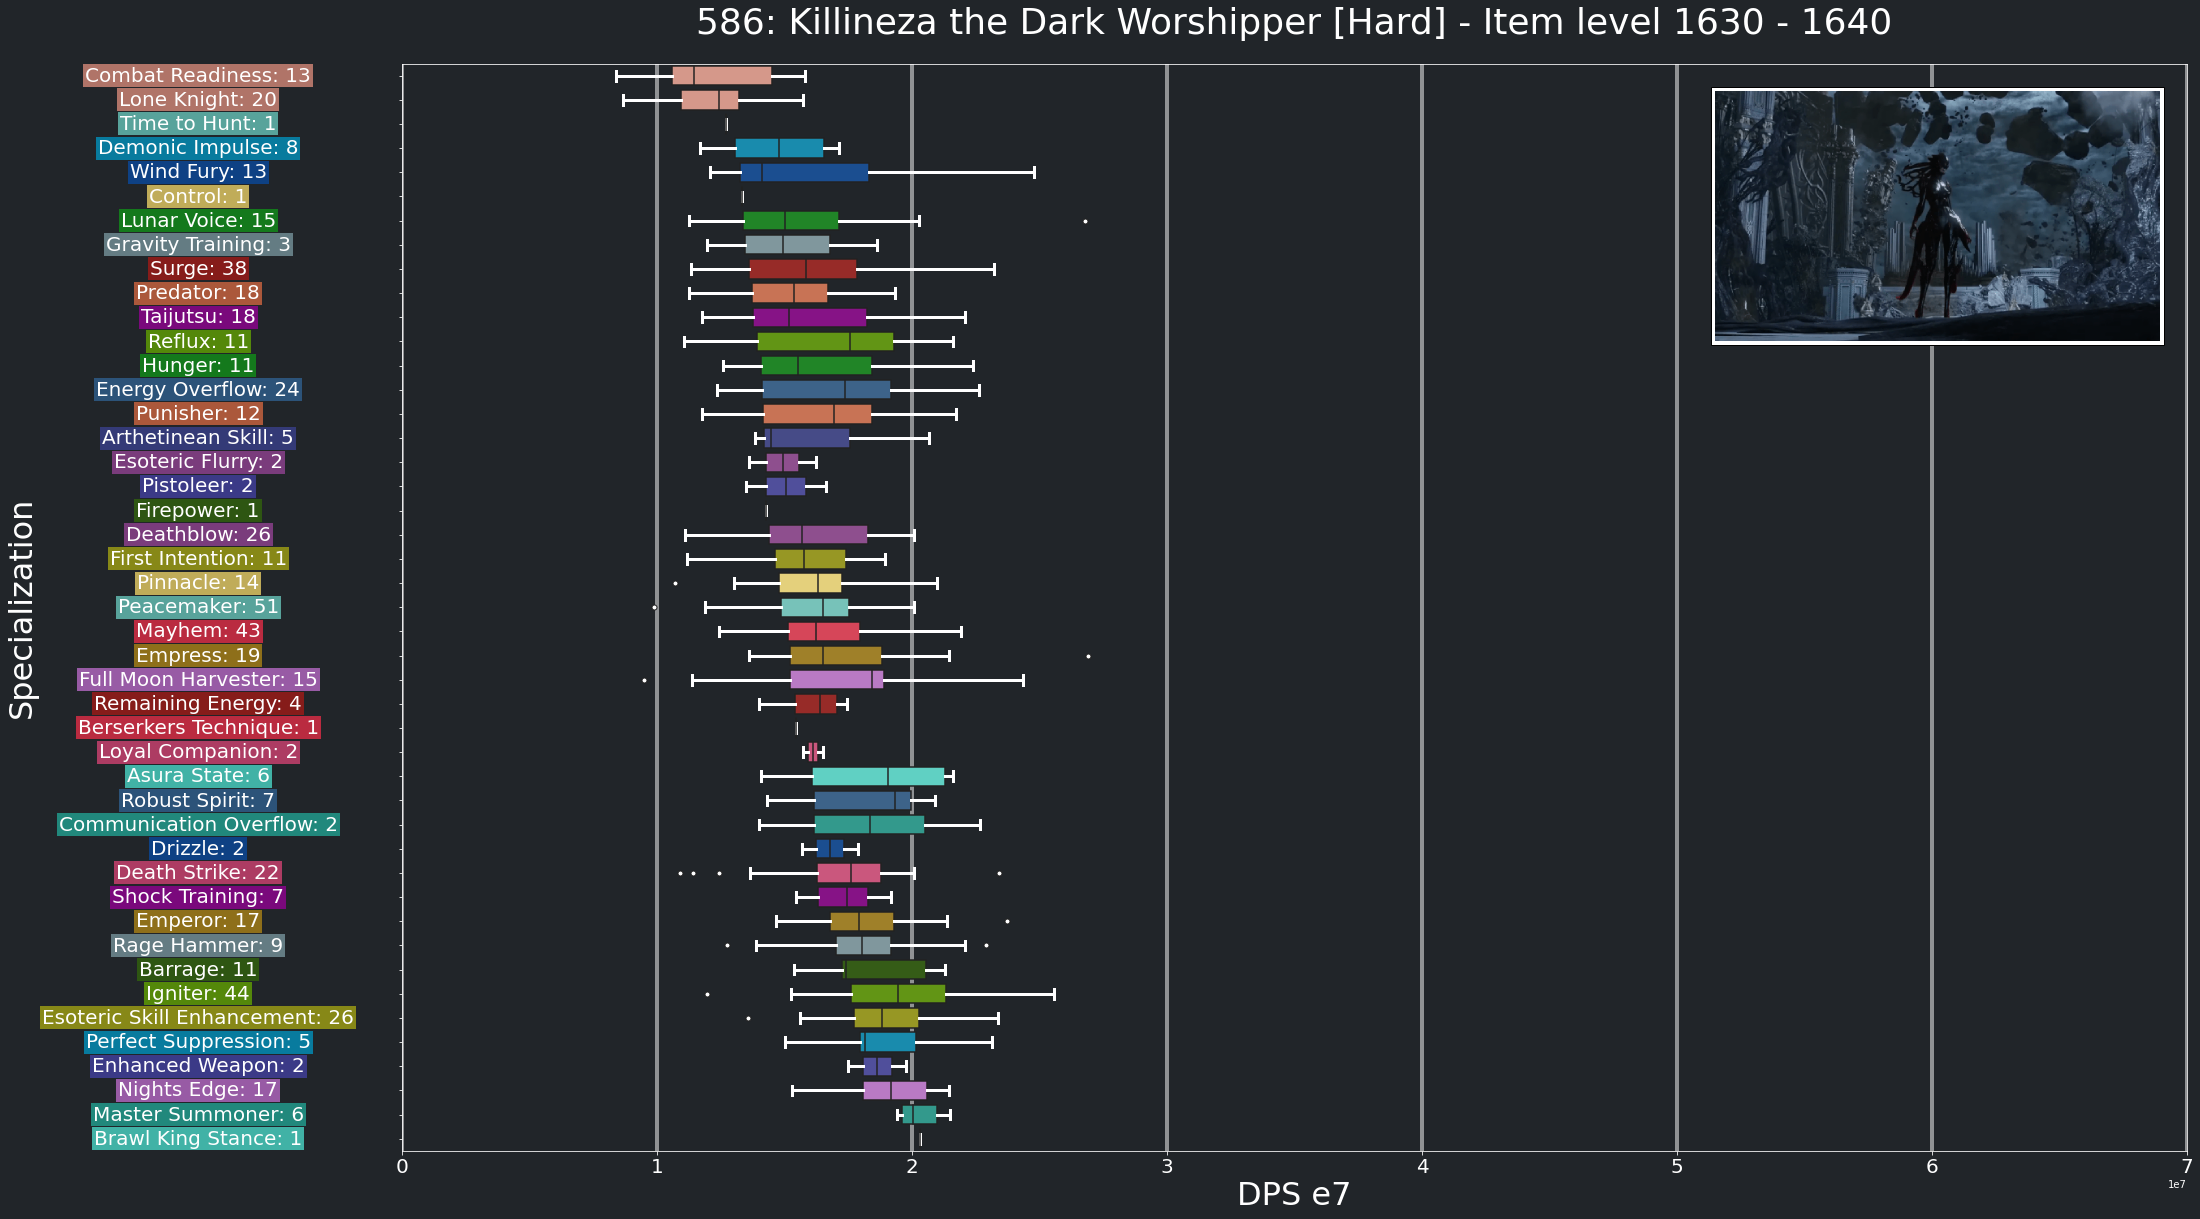 586: Killineza the Dark Worshipper [Hard] - Item level 1630 - 1640
Specialization
Combat Readiness: 13
Lone Knight: 20
Time to Hunt: 1
Demonic Impulse: 8
Wind Fury: 13
Control: 1
Lunar Voice: 15
Gravity Training: 3
Surge: 38
Predator: 18
Taijutsu: 18
Reflux: 11
Hunger: 11
Energy Overflow: 24
Punisher: 12
Arthetinean Skill: 5
Esoteric Flurry: 2
Pistoleer: 2
Firepower: 1
Deathblow: 26
First Intention: 11
Pinnacle: 14
Peacemaker: 51
Mayhem: 43
Empress: 19
Full Moon Harvester: 15
Remaining Energy: 4
Berserkers Technique: 1
Loyal Companion: 2
Asura State: 6
Robust Spirit: 7
Communication Overflow: 2
Drizzle: 2
Death Strike: 22
Shock Training: 7
Emperor: 17
Rage Hammer: 9
Barrage: 11
Igniter: 44
Esoteric Skill Enhancement: 26
Perfect Suppression: 5
Enhanced Weapon: 2
Nights Edge: 17
Master Summoner: 6
Brawl King Stance: 1
0 1 2 3 4 5 6 7
1e7
DPS e7